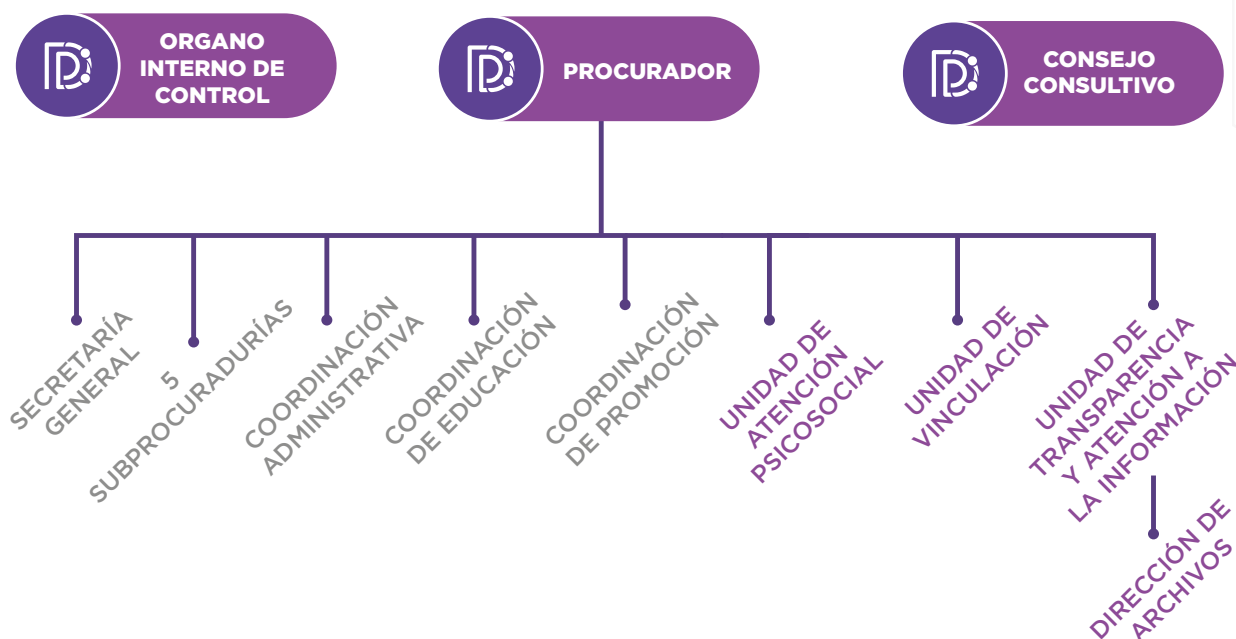 ORGANO
INTERNO DE
CONTROL
PROCURADOR
CONSEJO
CONSULTIVO
SECRETARÍA
GENERAL
5
SUBPROCURADURÍAS
COORDINACIÓN
ADMINISTRATIVA
COORDINACIÓN
DE EDUCACIÓN
COORDINACIÓN
DE PROMOCIÓN
UNIDAD DE
ATENCIÓN
PSICOSOCIAL
UNIDAD DE
VINCULACIÓN
UNIDAD DE
TRANSPARENCIA
Y ATENCIÓN A
LA INFORMACIÓN
DIRECCIÓN DE
ARCHIVOS